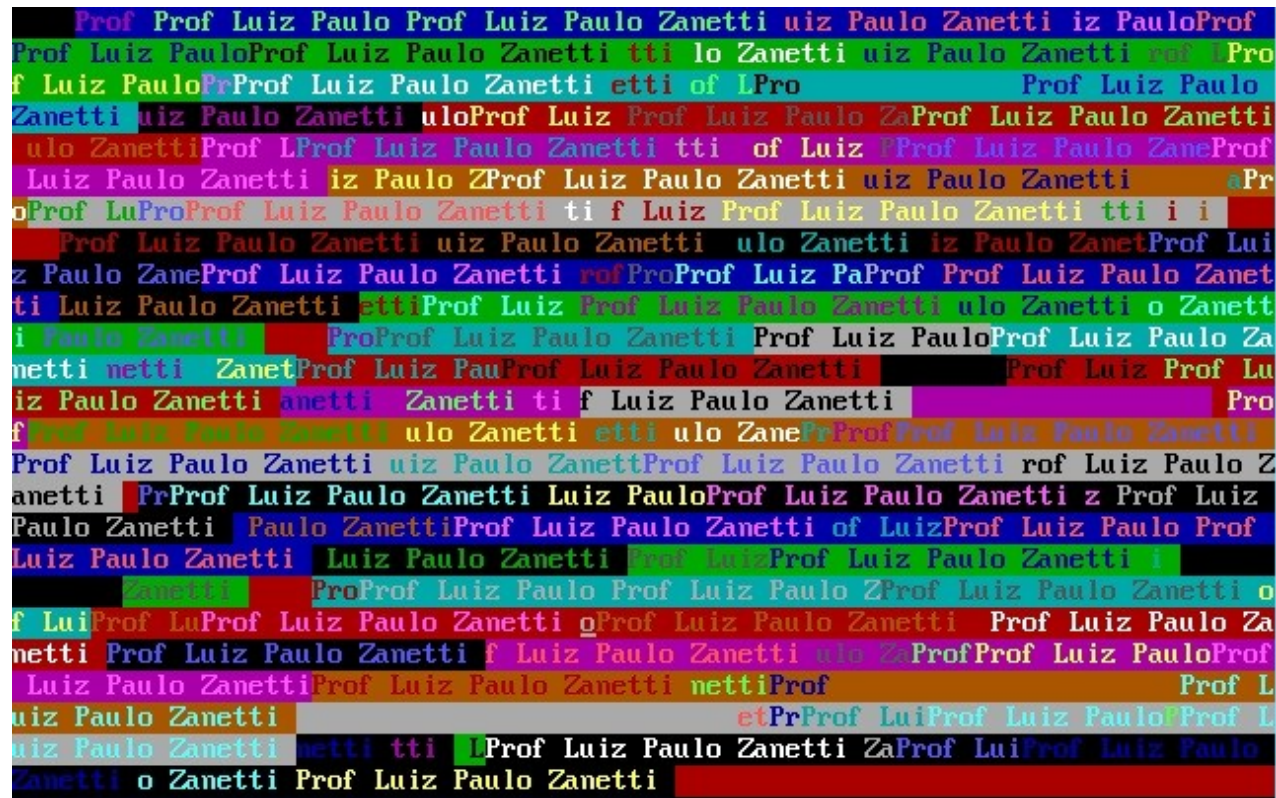 Prof Prof Luiz Paulo Prof Luiz Paulo Zanetti uiz Paulo Zanetti iz PauloProf
Prof Luiz PauloProf Luiz Paulo Zanetti tti lo Zanetti uiz Paulo Zanetti rof LPro
f Luiz PauloPrProf Luiz Paulo Zanetti etti of LPro Prof Luiz Paulo
Zanetti uiz Paulo Zanetti uloProf Luiz Prof Luiz Paulo ZaProf Luiz Paulo Zanetti
ulo ZanettiProf LProf Luiz Paulo Zanetti tti of Luiz PProf Luiz Paulo ZaneProf
Luiz Paulo Zanetti iz Paulo ZProf Luiz Paulo Zanetti uiz Paulo Zanetti aPr
oProf LuProProf Luiz Paulo Zanetti ti f Luiz Prof Luiz Paulo Zanetti tti i i
Prof Luiz Paulo Zanetti uiz Paulo Zanetti ulo Zanetti iz Paulo ZanetProf Lui
z Paulo ZaneProf Luiz Paulo Zanetti rofProProf Luiz PaProf Prof Luiz Paulo Zanet
ti Luiz Paulo Zanetti ettiProf Luiz Prof Luiz Paulo Zanetti ulo Zanetti o Zanett
i Paulo Zanetti ProProf Luiz Paulo Zanetti Prof Luiz PauloProf Luiz Paulo Za
netti netti ZanetProf Luiz PauProf Luiz Paulo Zanetti Prof Luiz Prof Lu
iz Paulo Zanetti anetti Zanetti ti f Luiz Paulo Zanetti Pro
fProf Luiz Paulo Zanetti ulo Zanetti etti ulo ZanePrProfProf Luiz Paulo Zanetti
Prof Luiz Paulo Zanetti uiz Paulo ZanettProf Luiz Paulo Zanetti rof Luiz Paulo Z
anetti PrProf Luiz Paulo Zanetti Luiz PauloProf Luiz Paulo Zanetti z Prof Luiz
Paulo Zanetti Paulo ZanettiProf Luiz Paulo Zanetti of LuizProf Luiz Paulo Prof
Luiz Paulo Zanetti Luiz Paulo Zanetti Prof LuizProf Luiz Paulo Zanetti i
Zanetti ProProf Luiz Paulo Prof Luiz Paulo ZProf Luiz Paulo Zanetti o
f LuiProf LuProf Luiz Paulo Zanetti oProf Luiz Paulo Zanetti Prof Luiz Paulo Za
netti Prof Luiz Paulo Zanetti f Luiz Paulo Zanetti ulo ZaProfProf Luiz PauloProf
Luiz Paulo ZanettiProf Luiz Paulo Zanetti nettiProf Prof L
uiz Paulo Zanetti etPrProf LuiProf Luiz PauloPProf L
uiz Paulo Zanetti netti tti LProf Luiz Paulo Zanetti ZaProf LuiProf Luiz Paulo
Zanetti o Zanetti Prof Luiz Paulo Zanetti